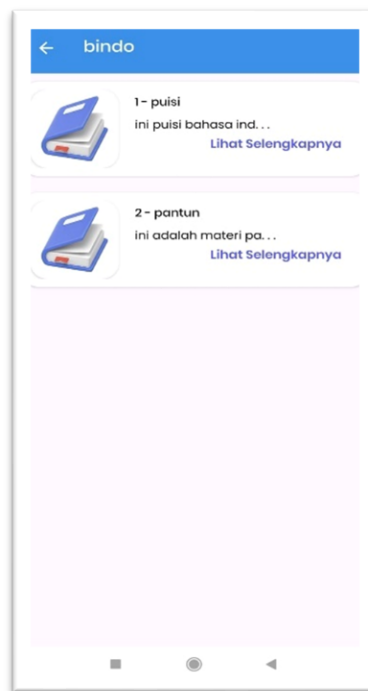 bindo
1 - puisi
ini puisi bahasa ind. . .
Lihat Selengkapnya
2 - pantun
ini adalah materi pa. . .
Lihat Selengkapnya